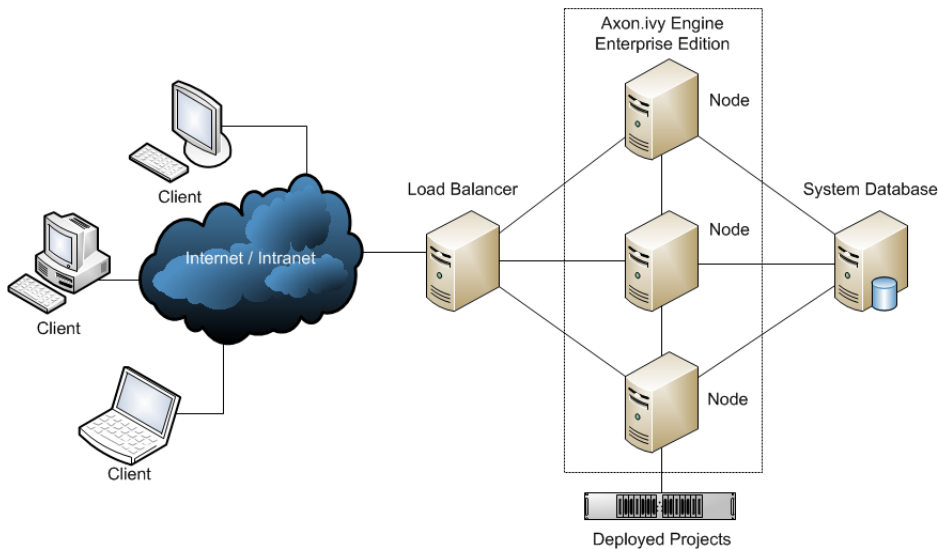 Axon.ivy Engine
Enterprise Edition
Node
Client
Load Balancer
System Database
Node
Internet / Intranet
Client
Node
Client
Deployed Projects